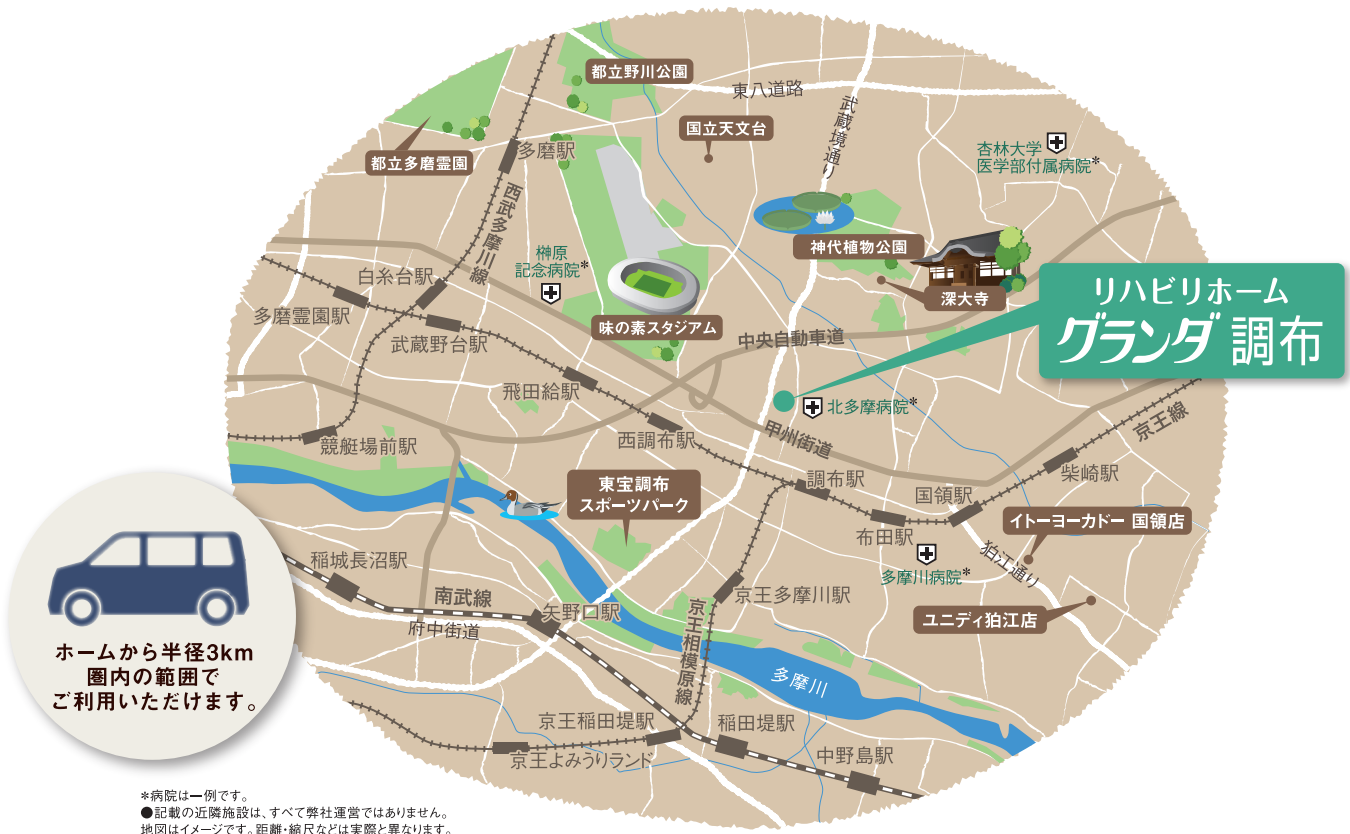 都立野川公園
東八道路
武蔵境通り
国立天文台
都立多磨霊園
多磨駅
杏林大学
医学部付属病院*
西武多摩川線
神代植物公園
榊原
記念病院*
白糸台駅
深大寺
リハビリホーム
グランダ 調布
多磨霊園駅
味の素スタジアム
武蔵野台駅
中央自動車道
飛田給駅
北多摩病院*
京王線
競艇場前駅
西調布駅
甲州街道
調布駅
柴崎駅
東宝調布
スポーツパーク
国領駅
イトーヨーカドー 国領店
布田駅
狛江通り
稲城長沼駅
多摩川病院*
南武線
矢野口駅
京王相模原線
京王多摩川駅
ユニディ狛江店
府中街道
ホームから半径3km
圏内の範囲で
ご利用いただけます。
多摩川
京王稲田堤駅
稲田堤駅
京王よみうりランド
中野島駅
*病院は一例です。
●記載の近隣施設は、すべて弊社運営ではありません。
地図はイメージです。距離・縮尺などは実際と異なります。